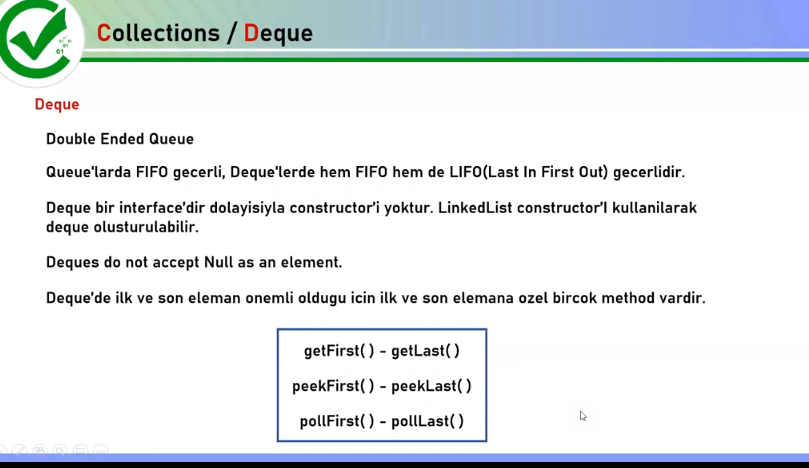 Collections / Deque
Deque
Double Ended Queue
Queue'larda FIFO gecerli, Deque'lerde hem FIFO hem de LIFO(Last In First Out) gecerlidir.
Deque bir interface'dir dolayisiyla constructor'i yoktur. LinkedList constructor'I kullanilarak
deque olusturulabilir.
Deques do not accept Null as an element.
Deque'de ilk ve son eleman onemli oldugu icin ilk ve son elemana ozel bircok method vardir.
getFirst( ) - getLast( )
peekFirst( ) - peekLast( )
pollFirst( ) - pollLast( )